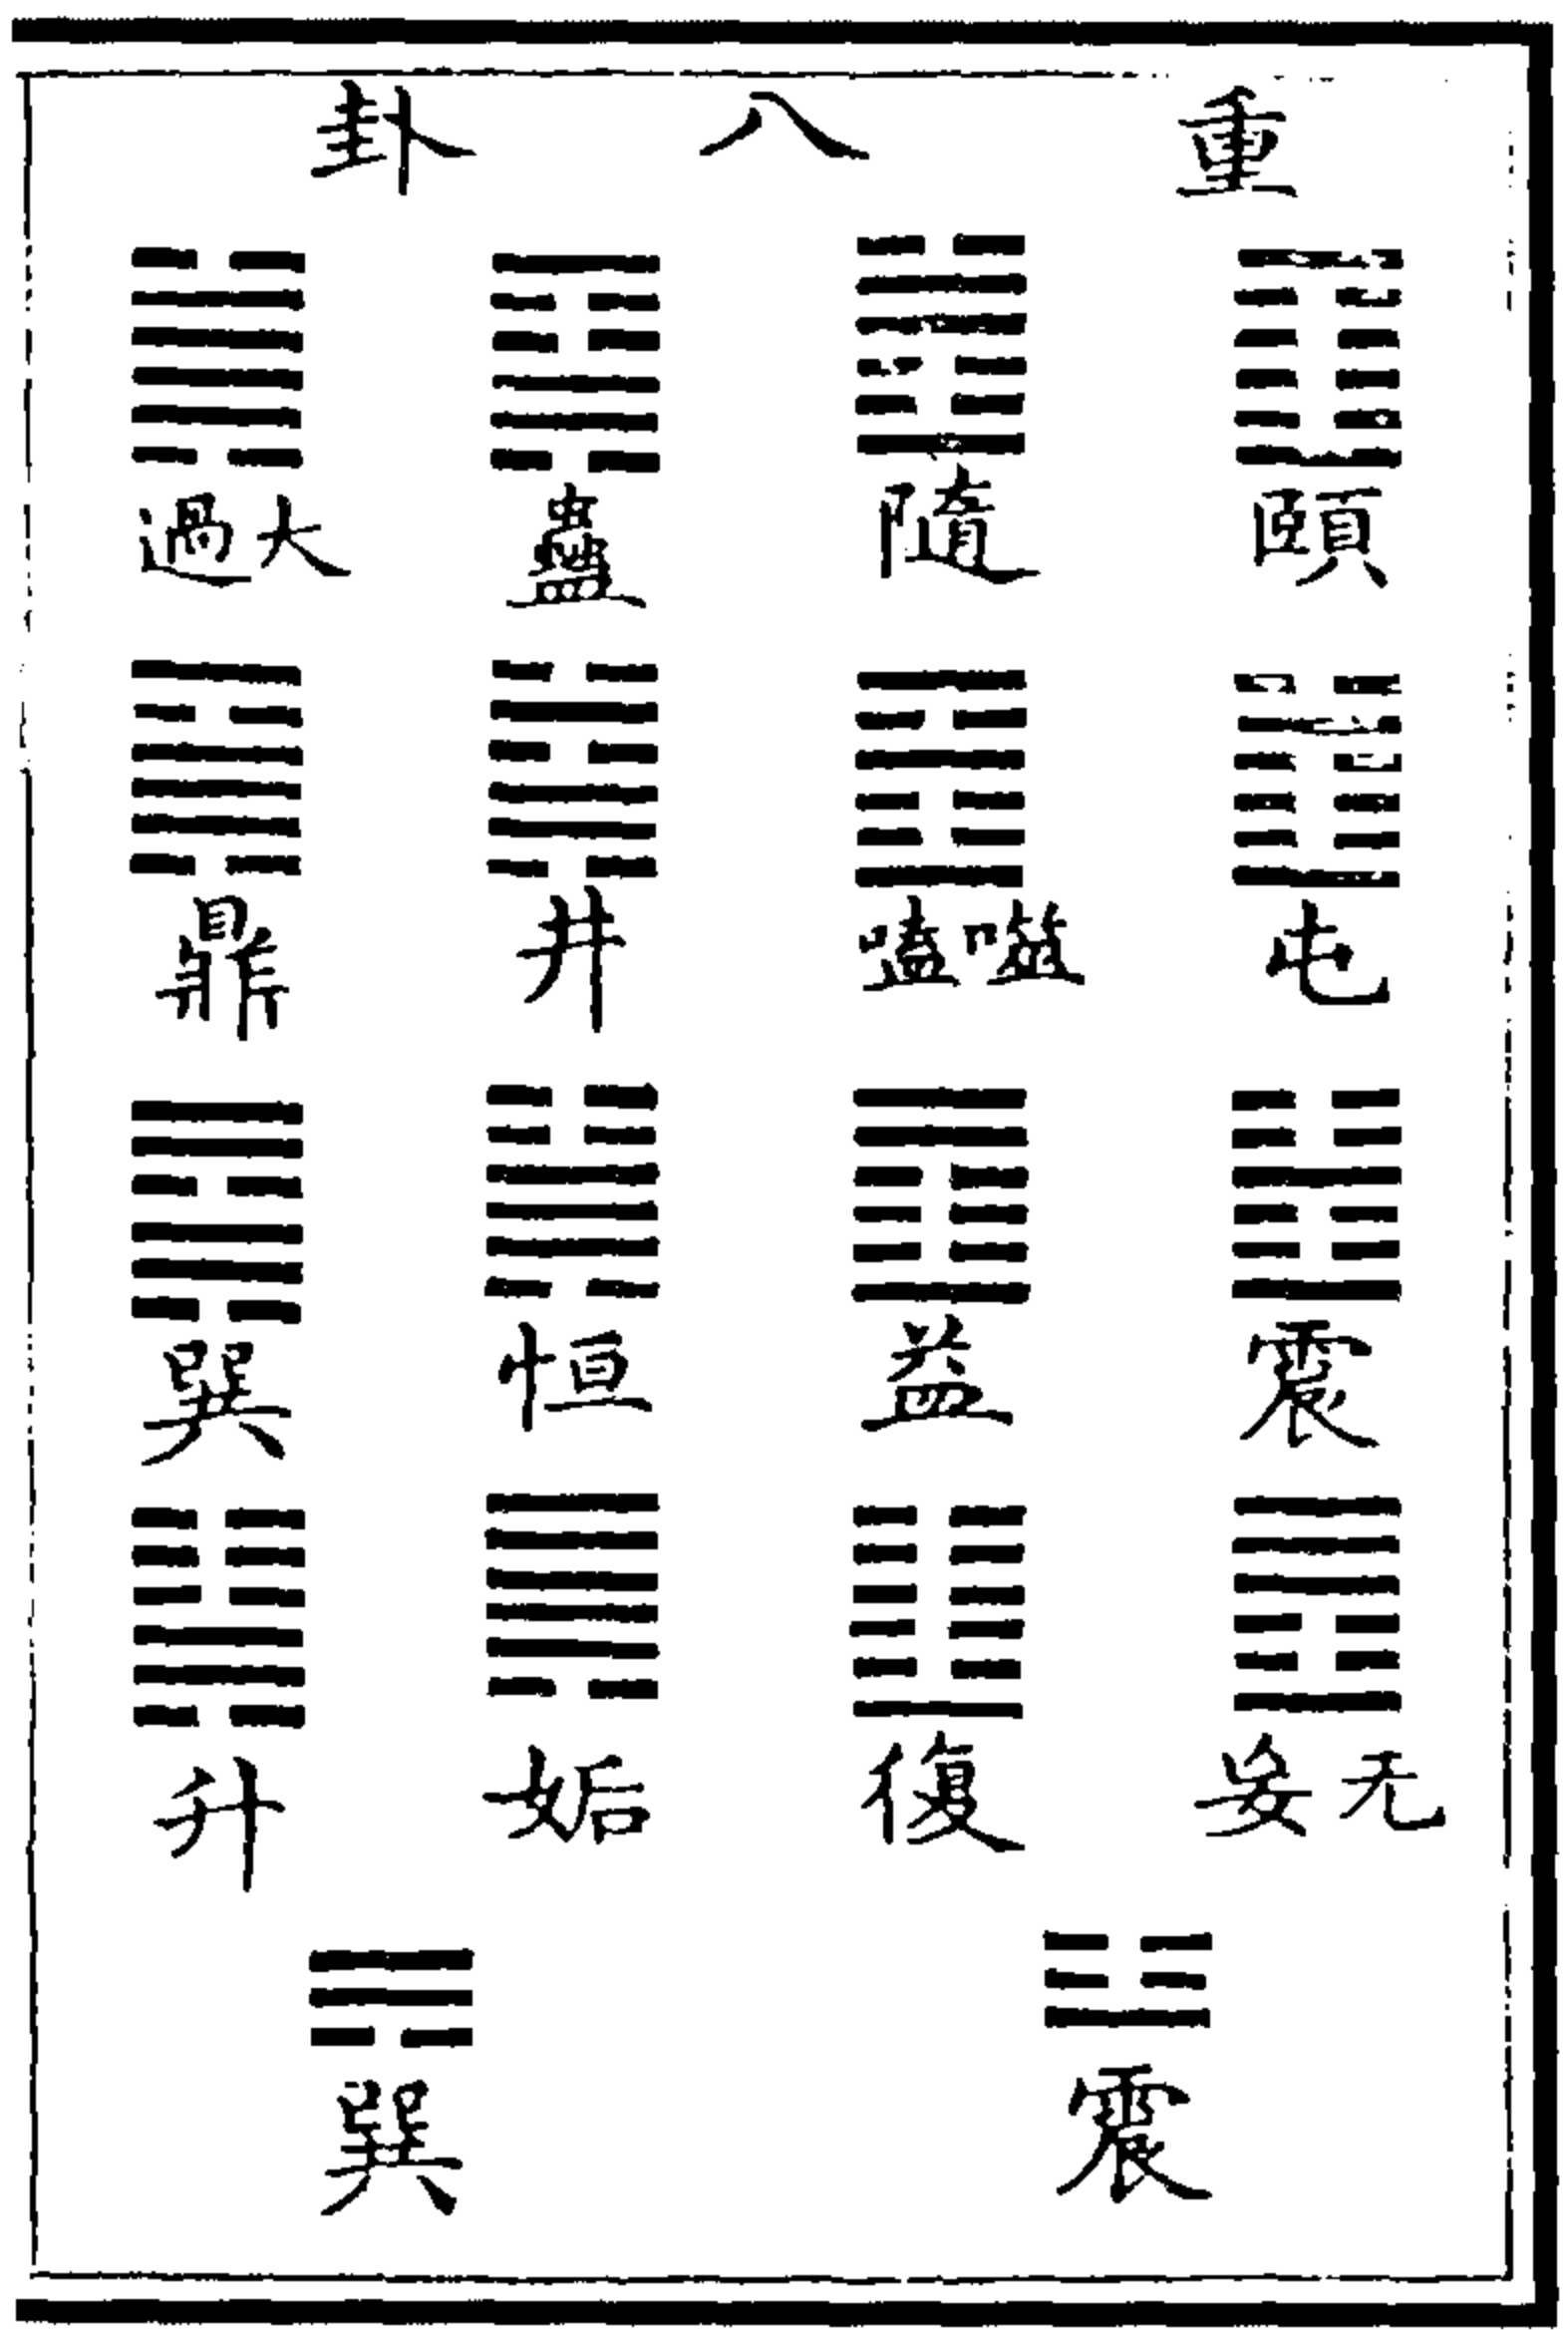 重八卦
頤 隨 蠱 大過
屯 噬嗑 井 鼎
震 益 恒 巽
无妄 復 姤 升
震 巽